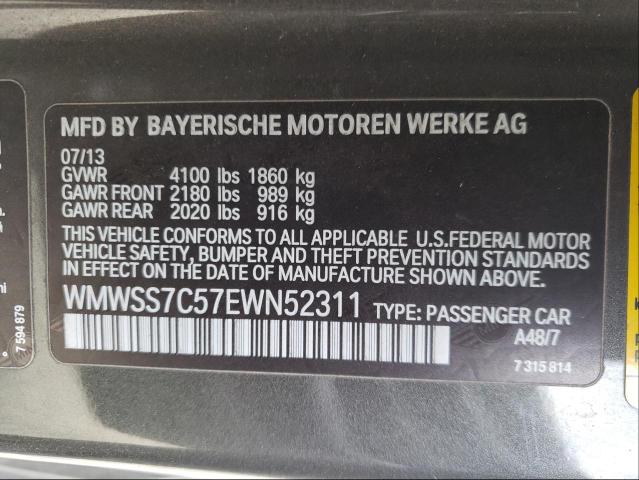 MFD BY BAYERISCHE MOTOREN WERKE AG
07/13
GVWR 4100 lbs 1860 kg
GAWR FRONT 2180 lbs 989 kg
GAWR REAR 2020 lbs 916 kg
THIS VEHICLE CONFORMS TO ALL APPLICABLE U.S.FEDERAL MOTOR
VEHICLE SAFETY, BUMPER AND THEFT PREVENTION STANDARDS
IN EFFECT ON THE DATE OF MANUFACTURE SHOWN ABOVE.
WMWSS7C57EWN52311 TYPE: PASSENGER CAR
A48/7
7 315 814
7 594 879